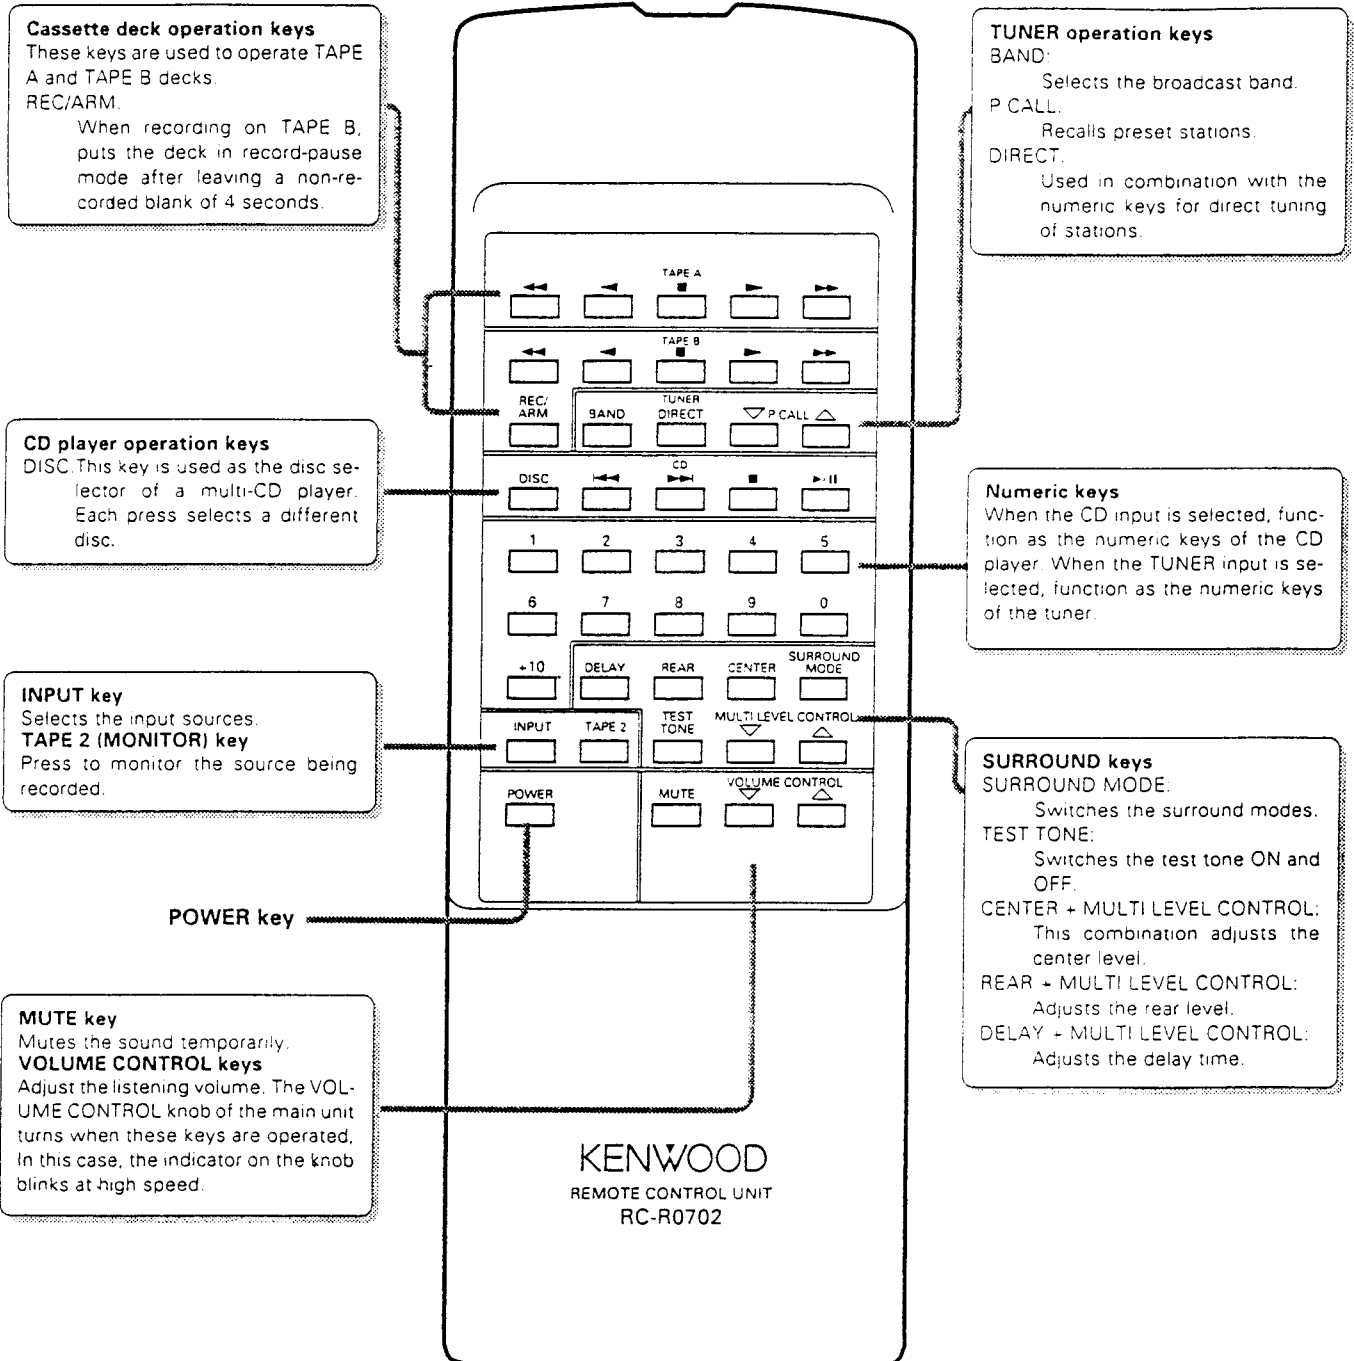 Cassette deck operation keys
These keys are used to operate TAPE
A and TAPE B decks.
REC/ARM.
When recording on TAPE B,
puts the deck in record-pause
mode after leaving a non-re-
corded blank of 4 seconds.
TUNER operation keys
BAND:
Selects the broadcast band.
P CALL:
Recalls preset stations.
DIRECT.
Used in combination with the
numeric keys for direct tuning
of stations.
CD player operation keys
DISC.This key is used as the disc se-
lector of a multi-CD player.
Each press selects a different
disc.
Numeric keys
When the CD input is selected, func-
tion as the numeric keys of the CD
player. When the TUNER input is se-
lected, function as the numeric keys
of the tuner.
INPUT key
Selects the input sources.
TAPE 2 (MONITOR) key
Press to monitor the source being
recorded.
SURROUND keys
SURROUND MODE:
Switches the surround modes.
TEST TONE:
Switches the test tone ON and
OFF.
CENTER + MULTI LEVEL CONTROL:
This combination adjusts the
center level.
REAR + MULTI LEVEL CONTROL:
Adjusts the rear level.
DELAY + MULTI LEVEL CONTROL:
Adjusts the delay time.
POWER key
MUTE key
Mutes the sound temporarily.
VOLUME CONTROL keys
Adjust the listening volume. The VOL-
UME CONTROL knob of the main unit
turns when these keys are operated,
In this case, the indicator on the knob
blinks at high speed.
TAPE A
◄◄ ◄ ■ ► ►►
TAPE B
◄◄ ◄ ■ ► ►►
REC/
ARM
TUNER
BAND DIRECT ▽ P CALL △
CD
DISC |◄◄ ►►| ■ ►/II
1 2 3 4 5
6 7 8 9 0
+10 DELAY REAR CENTER SURROUND
MODE
INPUT TAPE 2 TEST
TONE MULTI LEVEL CONTROL
▽ △
POWER MUTE VOLUME CONTROL
▽ △
KENWOOD
REMOTE CONTROL UNIT
RC-R0702